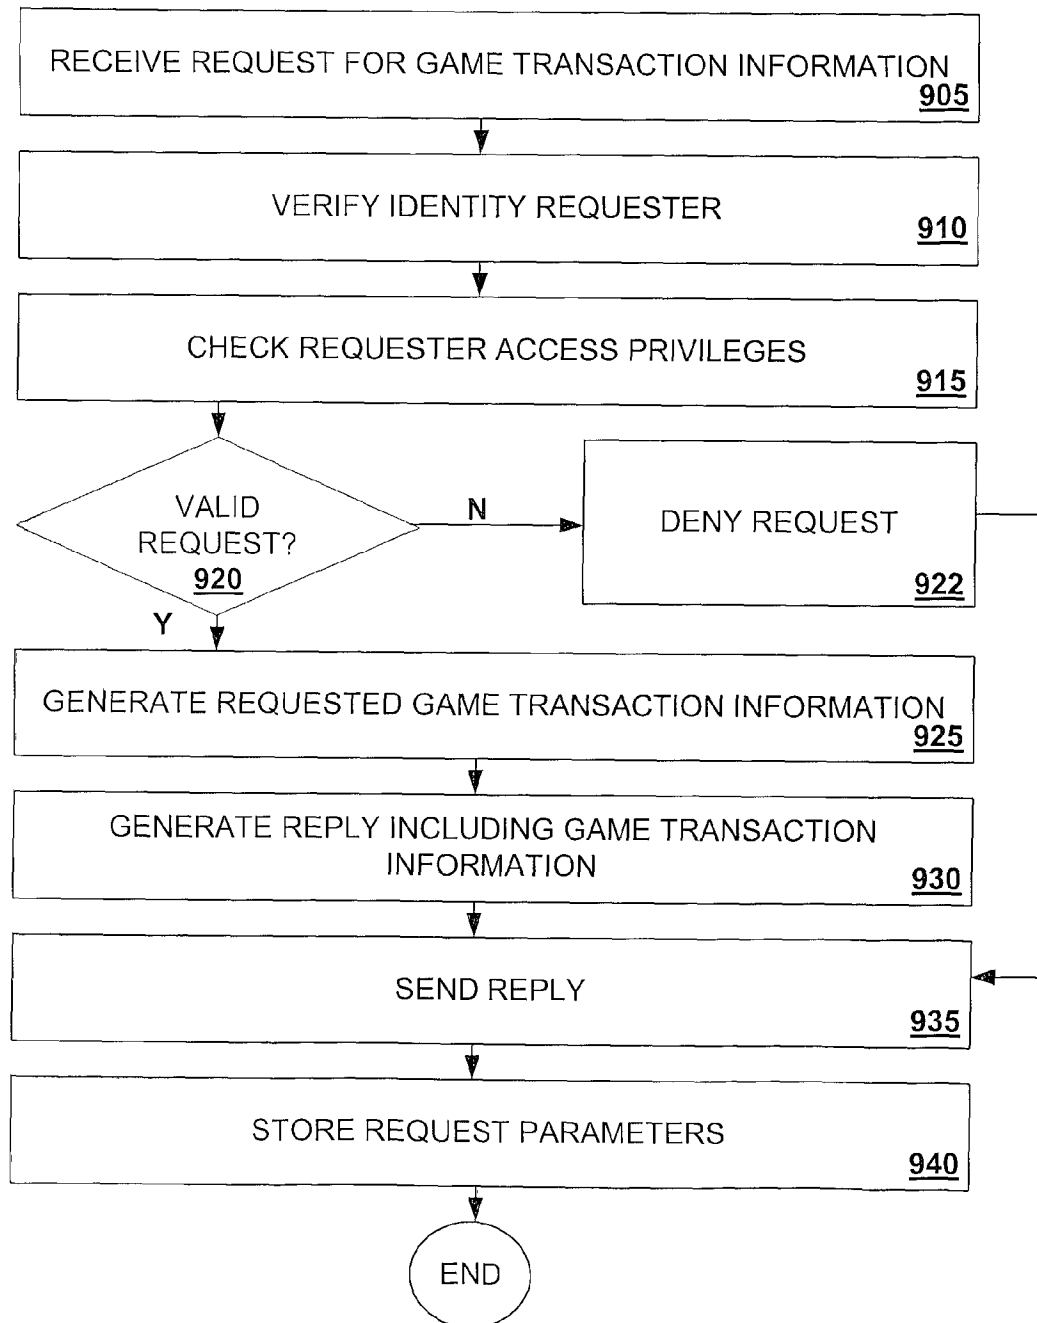 RECEIVE REQUEST FOR GAME TRANSACTION INFORMATION
905
VERIFY IDENTITY REQUESTER
910
CHECK REQUESTER ACCESS PRIVILEGES
915
VALID
REQUEST?
920
N
DENY REQUEST
922
Y
GENERATE REQUESTED GAME TRANSACTION INFORMATION
925
GENERATE REPLY INCLUDING GAME TRANSACTION
INFORMATION
930
SEND REPLY
935
STORE REQUEST PARAMETERS
940
END